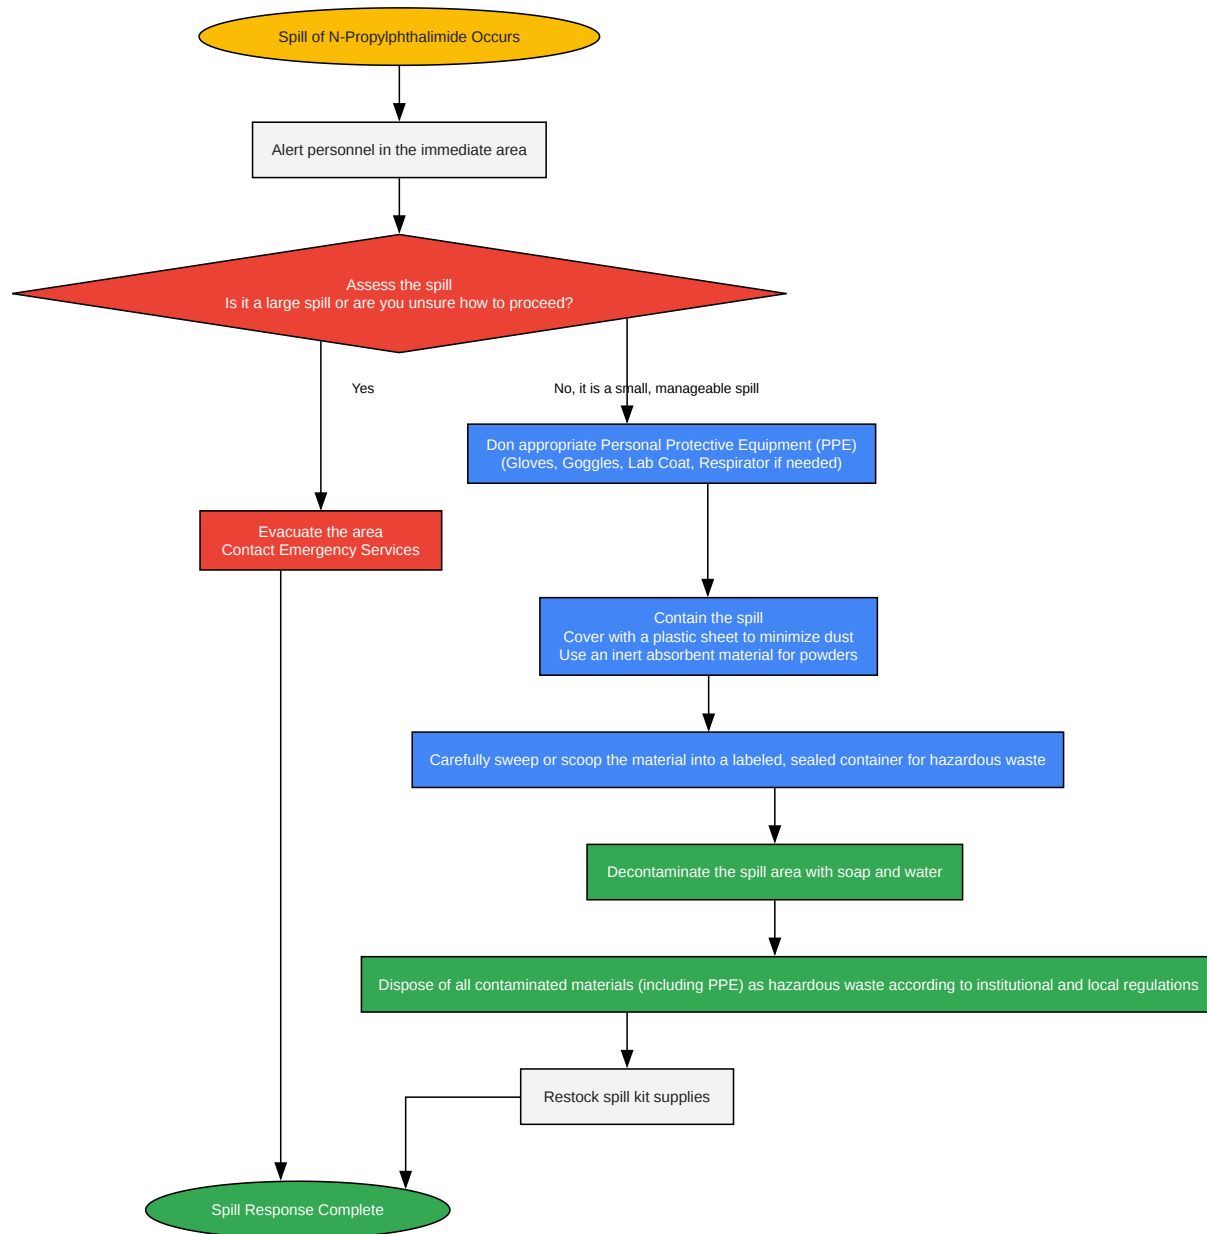 Spill of N-Propylphthalimide Occurs
Alert personnel in the immediate area
Assess the spill
Is it a large spill or are you unsure how to proceed?
Yes
No, it is a small, manageable spill
Don appropriate Personal Protective Equipment (PPE)
(Gloves, Goggles, Lab Coat, Respirator if needed)
Evacuate the area
Contact Emergency Services
Contain the spill
Cover with a plastic sheet to minimize dust
Use an inert absorbent material for powders
Carefully sweep or scoop the material into a labeled, sealed container for hazardous waste
Decontaminate the spill area with soap and water
Dispose of all contaminated materials (including PPE) as hazardous waste according to institutional and local regulations
Restock spill kit supplies
Spill Response Complete